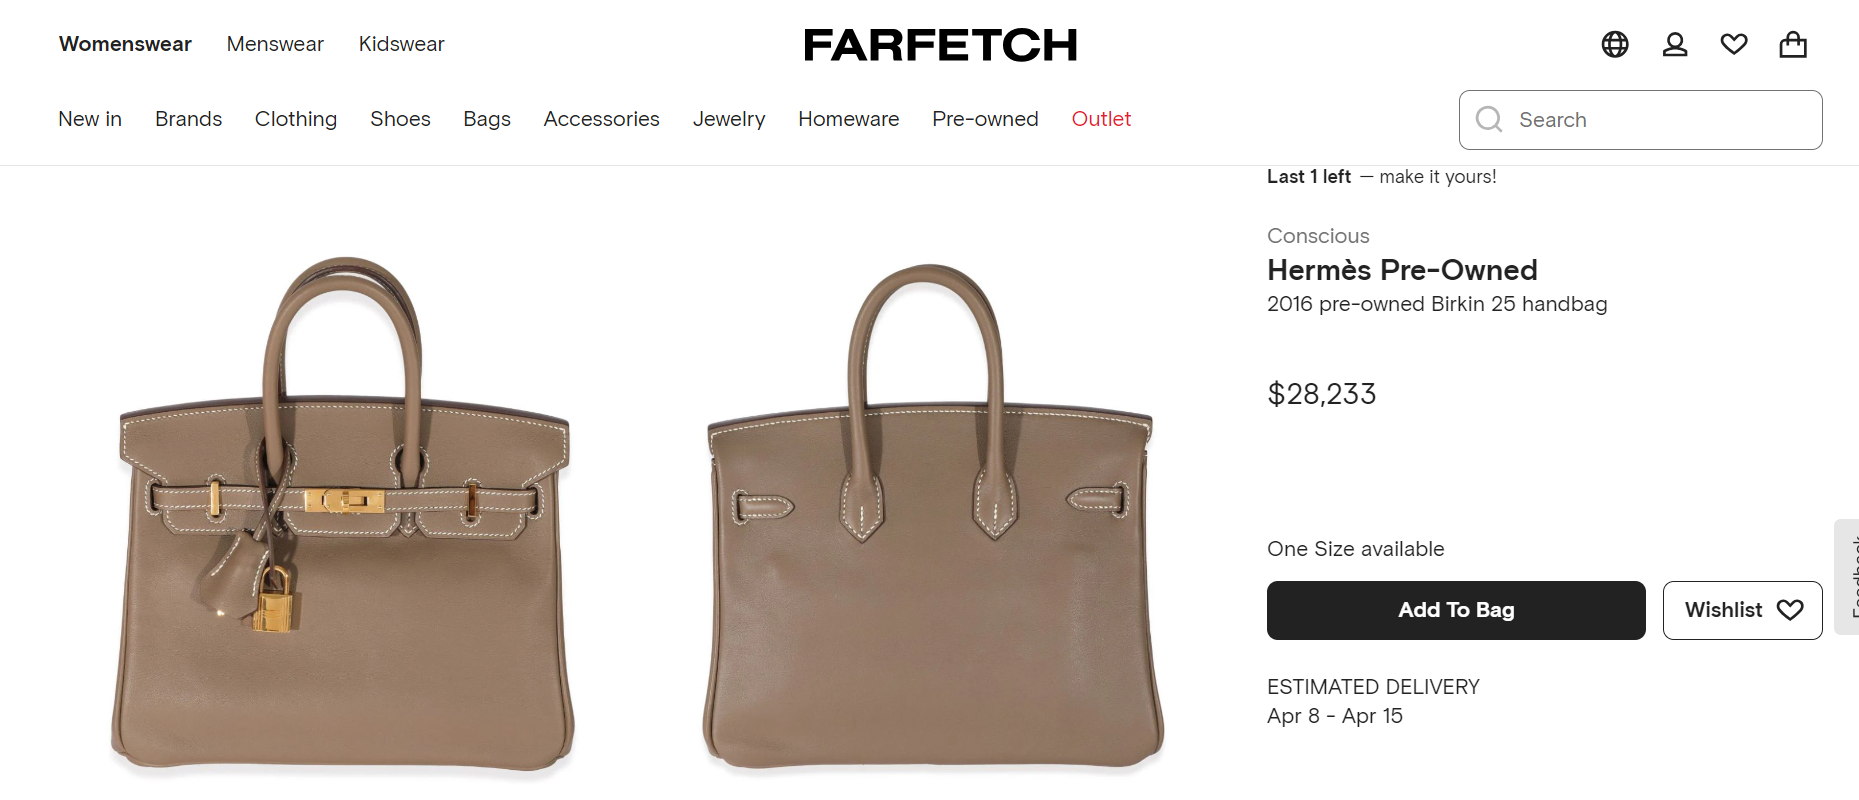 Womenswear Menswear Kidswear
FARFETCH
New in Brands Clothing Shoes Bags Accessories Jewelry Homeware Pre-owned Outlet
Search
Last 1 left — make it yours!
Conscious
Hermès Pre-Owned
2016 pre-owned Birkin 25 handbag
$28,233
One Size available
Add To Bag
Wishlist
Feedback
ESTIMATED DELIVERY
Apr 8 - Apr 15